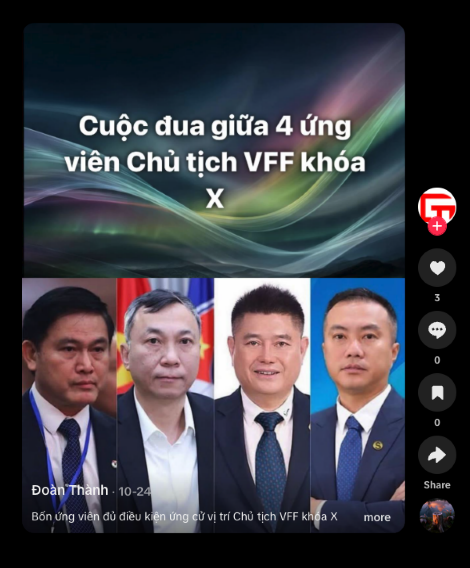 Cuộc đua giữa 4 ứng
viên Chủ tịch VFF khóa
X
3
0
0
Share
Đoàn Thành · 10-24
Bốn ứng viên đủ điều kiện ứng cử vị trí Chủ tịch VFF khóa X more